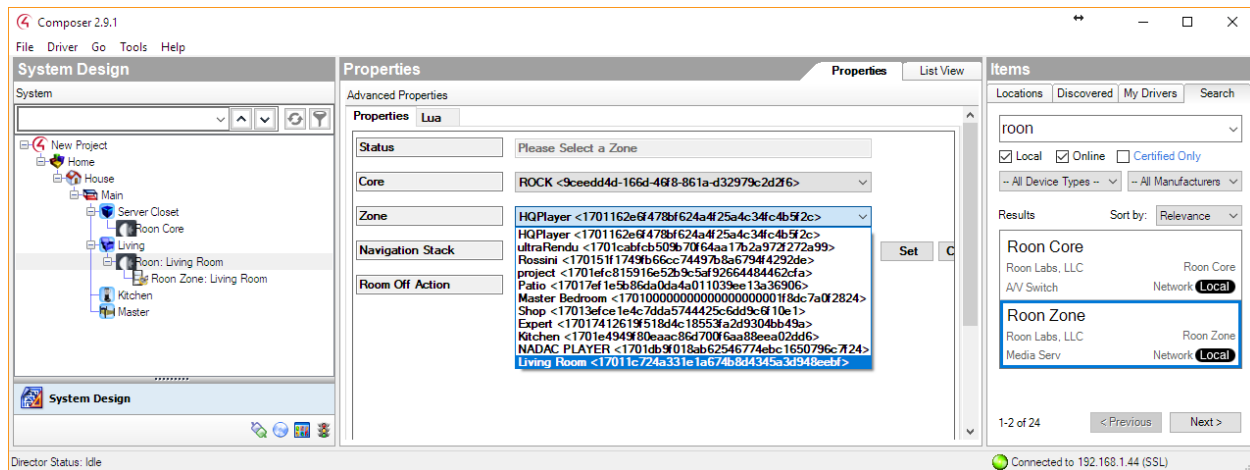 Composer 2.9.1
File Driver Go Tools Help
System Design
System
New Project
Home
House
Main
Server Closet
Roon Core
Living
Roon: Living Room
Roon Zone: Living Room
Kitchen
Master
System Design
Director Status: Idle
Properties
Properties
List View
Advanced Properties
Properties Lua
Status
Please Select a Zone
Core
ROCK <9ceedd4d-166d-46f8-861a-d32979c2d2f6>
Zone
HQPlayer <1701162e6f478bf624a4f25a4c34fc4b5f2c>
HQPlayer <1701162e6f478bf624a4f25a4c34fc4b5f2c>
ultraRendu <1701cabfcb509b70f64aa17b2a972f272a99>
Rossini <170151f1749fb66cc74497b8a6794f4292de>
project <1701efc815916e52b9c5af92664484462cfa>
Patio <17017ef1e5b86da0da4a011039ee13a36906>
Master Bedroom <1701000000000000000000001f8dc7a0f2824>
Shop <17013efce1e4c7dda5744425c6dd9c6f10e1>
Expert <17017412619f518d4c18553fa2d9304bb49a>
Kitchen <1701e4949f80eaac86d700f6aa88eea02dd6>
NADAC PLAYER <1701db9f018ab62546774ebc1650796c7f24>
Living Room <17011c724a331e1a674b8d4345a3d948eebf>
Navigation Stack
Set
C
Room Off Action
Items
Locations Discovered My Drivers Search
roon
Local Online Certified Only
-- All Device Types -- -- All Manufacturers
Results Sort by: Relevance
Roon Core
Roon Labs, LLC Roon Core
A/V Switch Network Local
Roon Zone
Roon Labs, LLC Roon Zone
Media Serv Network Local
1-2 of 24 < Previous Next >
Connected to 192.168.1.44 (SSL)